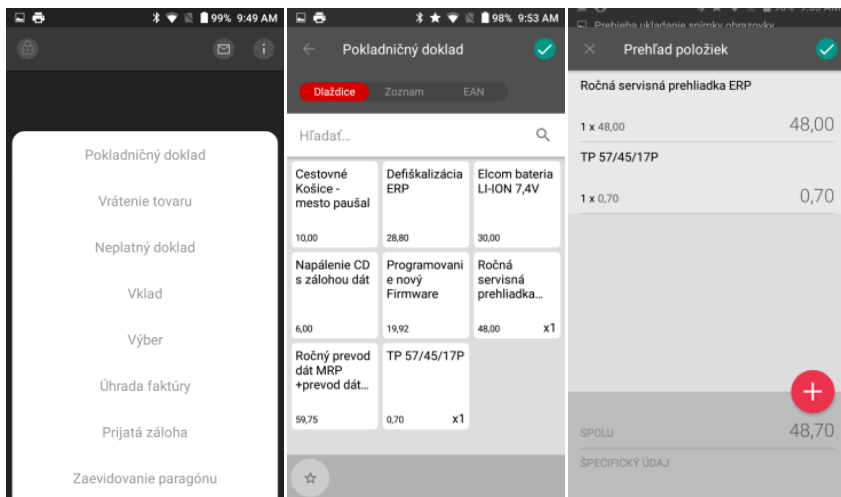 99% 9:49 AM
Pokladničný doklad
Vrátenie tovaru
Neplatný doklad
Vklad
Výber
Úhrada faktúry
Prijatá záloha
Zaevidovanie paragónu
98% 9:53 AM
Pokladničný doklad
Dlaždice Zoznam EAN
Hľadať...
Cestovné
Košice -
mesto paušal
10,00
Defiškalizácia
ERP
28,80
Elcom bateria
LI-ION 7,4V
30,00
Napálenie CD
s zálohou dát
6,00
Programovani
e nový
Firmware
19,92
Ročná
servisná
prehliadka...
48,00 x1
Ročný prevod
dát MRP
+prevod dát...
59,75
TP 57/45/17P
0,70 x1
98% 9:53 AM
Prebieha ukladanie snímky obrazovky
Prehľad položiek
Ročná servisná prehliadka ERP
1 x 48,00 48,00
TP 57/45/17P
1 x 0,70 0,70
SPOLU 48,70
ŠPECIFICKÝ ÚDAJ